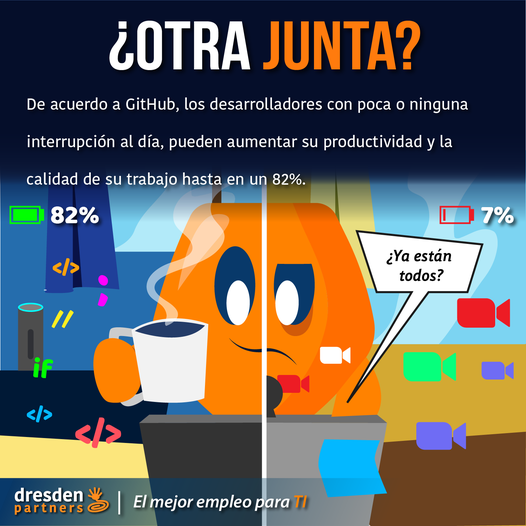 ¿OTRA JUNTA?
De acuerdo a GitHub, los desarrolladores con poca o ninguna
interrupción al día, pueden aumentar su productividad y la
calidad de su trabajo hasta en un 82%.
82%
7%
¿Ya están
todos?
</>
;
//
if
</>
</>
dresden
partners
El mejor empleo para TI